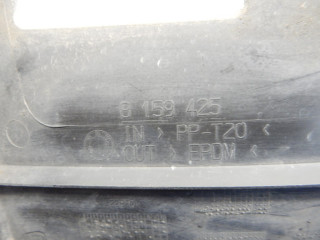 8 159 425
IN > PP-T20 <
OUT > EPDM <